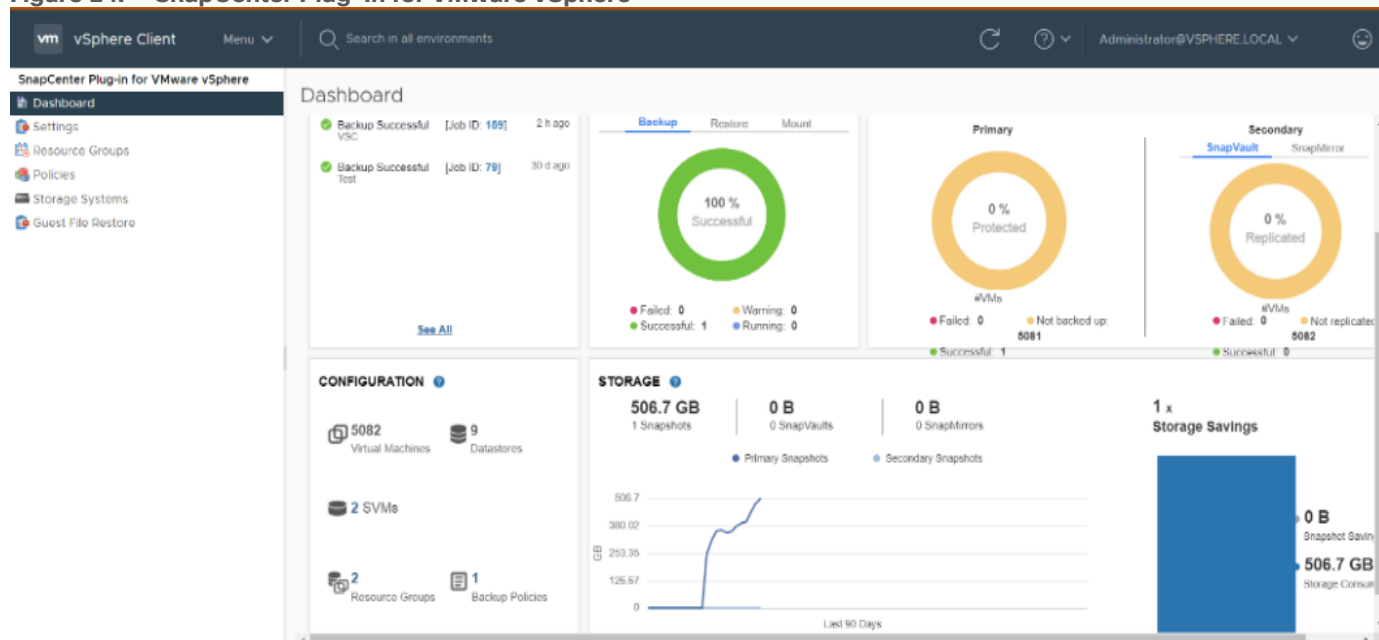 Figure 24. SnapCenter Plug-in for VMware vSphere
vm vSphere Client Menu Search in all environments Administrator@VSPHERE.LOCAL
SnapCenter Plug-in for VMware vSphere
Dashboard
Settings
Resource Groups
Policies
Storage Systems
Guest File Restore
Dashboard
Backup Successful [Job ID: 159] 2 h ago
VSC
Backup Successful [Job ID: 79] 30 d ago
Test
See All
Backup Restore Mount
100 %
Successful
Failed: 0 Warning: 0
Successful: 1 Running: 0
Primary
0 %
Protected
#VMs
Failed: 0 Not backed up:
5081
Successful: 1
Secondary
SnapVault SnapMirror
0 %
Replicated
#VMs
Failed: 0 Not replicated
5082
Successful: 0
CONFIGURATION ?
5082
Virtual Machines
9
Datastores
2 SVMs
2
Resource Groups
1
Backup Policies
STORAGE ?
506.7 GB
1 Snapshots
0 B
0 SnapVaults
0 B
0 SnapMirrors
Primary Snapshots Secondary Snapshots
506.7
380.02
253.35
GB
126.67
0
Last 90 Days
1 x
Storage Savings
0 B
Snapshot Savin
506.7 GB
Storage Consum